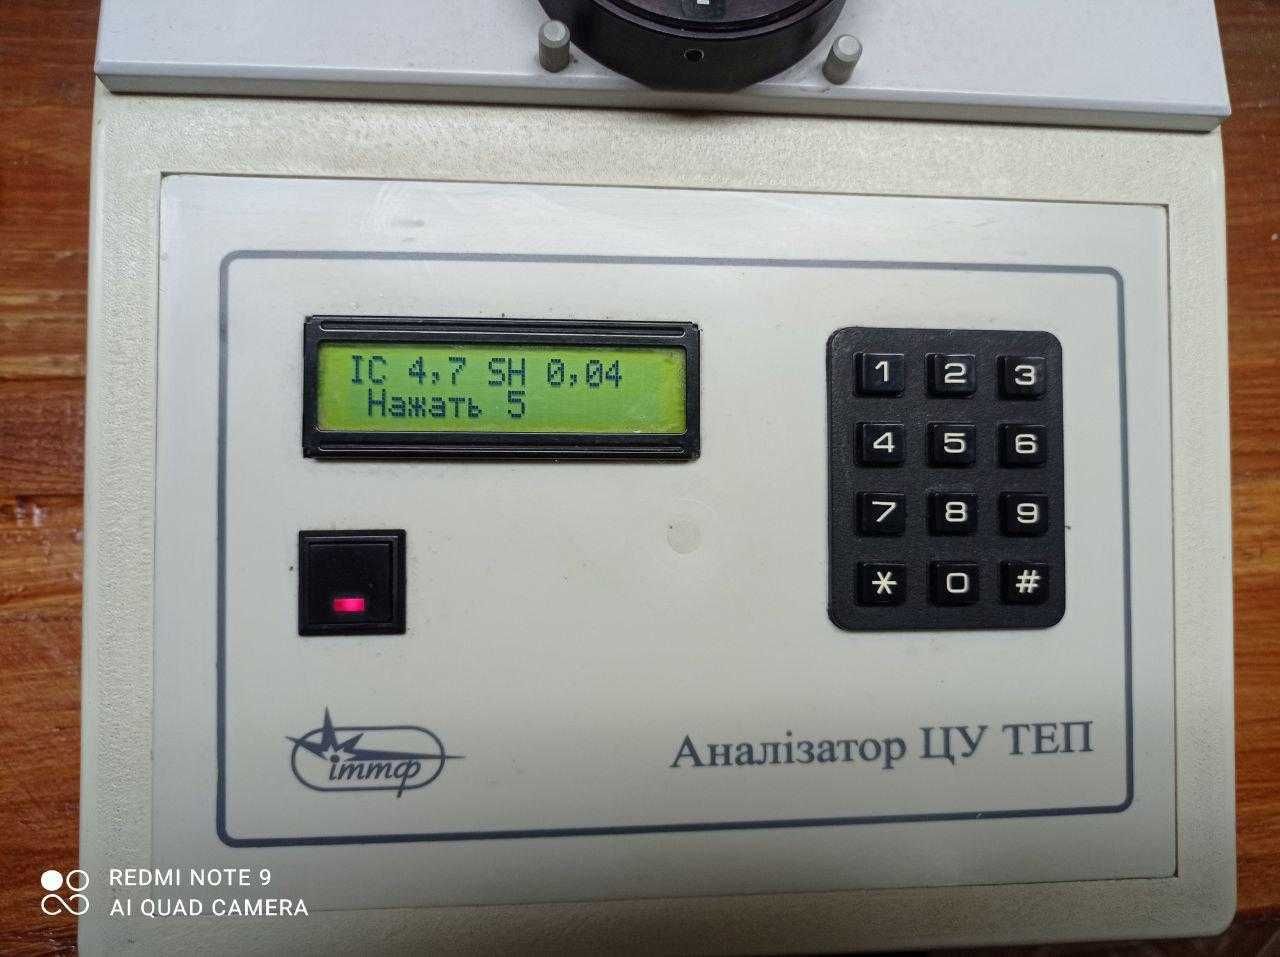 IC 4,7 SH 0,04
Нажать 5
1 2 3
4 5 6
7 8 9
* 0 #
іттф
Аналізатор ЦУ ТЕП
REDMI NOTE 9
AI QUAD CAMERA